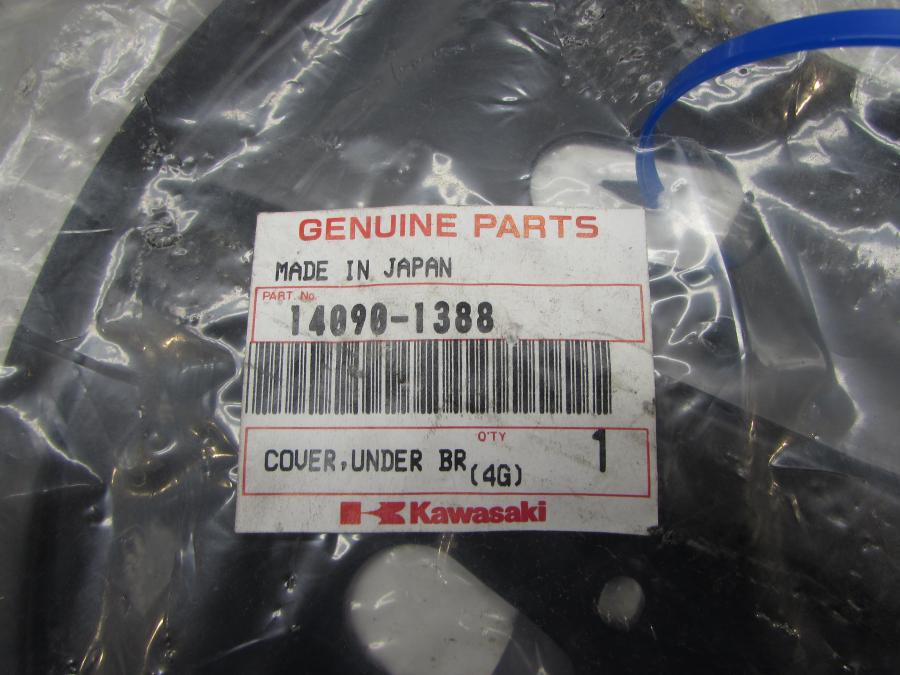 GENUINE PARTS
MADE IN JAPAN
PART. No.
14090-1388
Q'TY
COVER,UNDER BR(4G) 1
Kawasaki